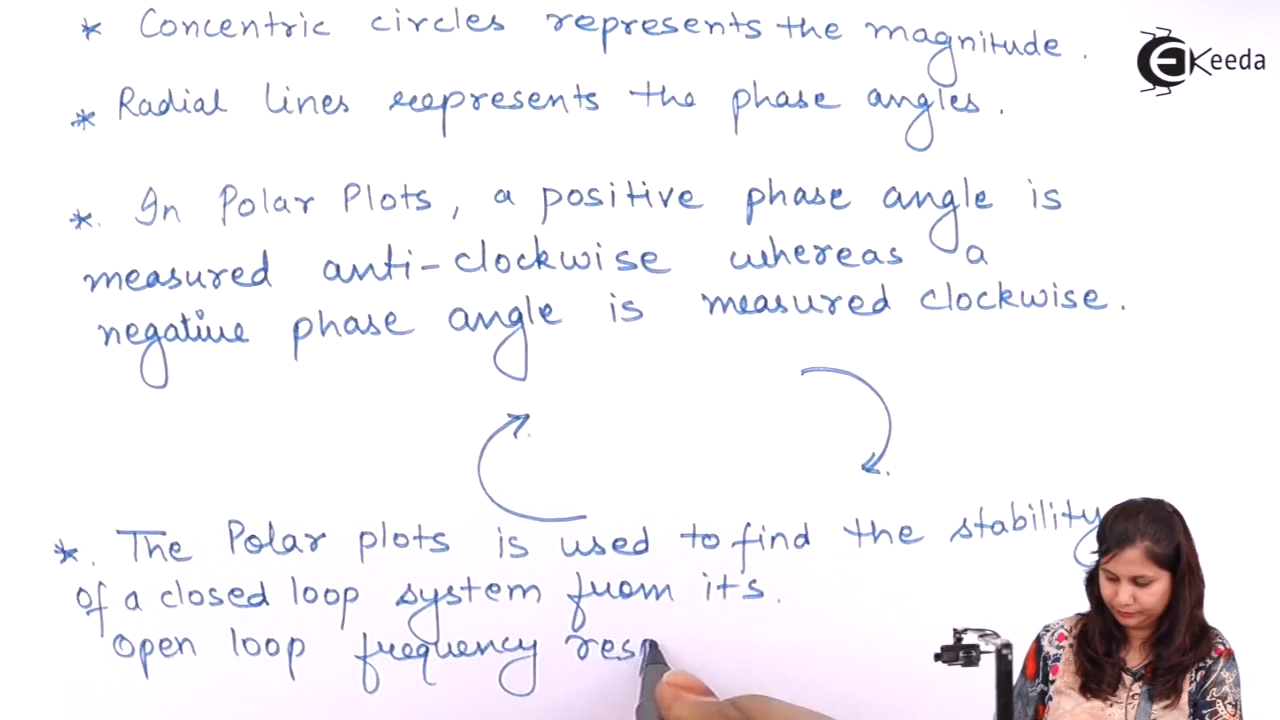 * Concentric circles represents the magnitude.
EKeeda
* Radial lines represents the phase angles.
*. In Polar Plots, a positive phase angle is
measured anti-clockwise whereas a
negative phase angle is measured clockwise.
*. The Polar plots is used to find the stability
of a closed loop system from it's.
Open loop frequency resp